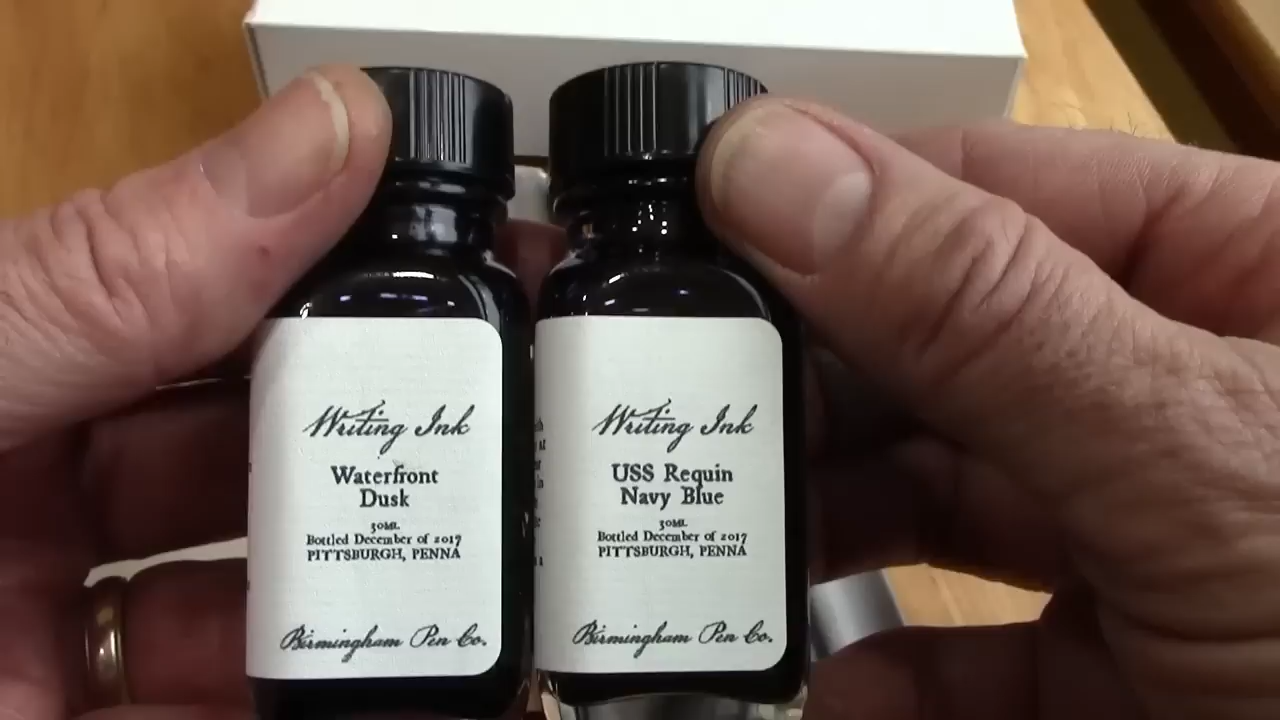 Writing Ink
Waterfront
Dusk
30ML
Bottled December of 2017
PITTSBURGH, PENNA
Birmingham Pen Co.
Writing Ink
USS Requin
Navy Blue
30ML
Bottled December of 2017
PITTSBURGH, PENNA
Birmingham Pen Co.